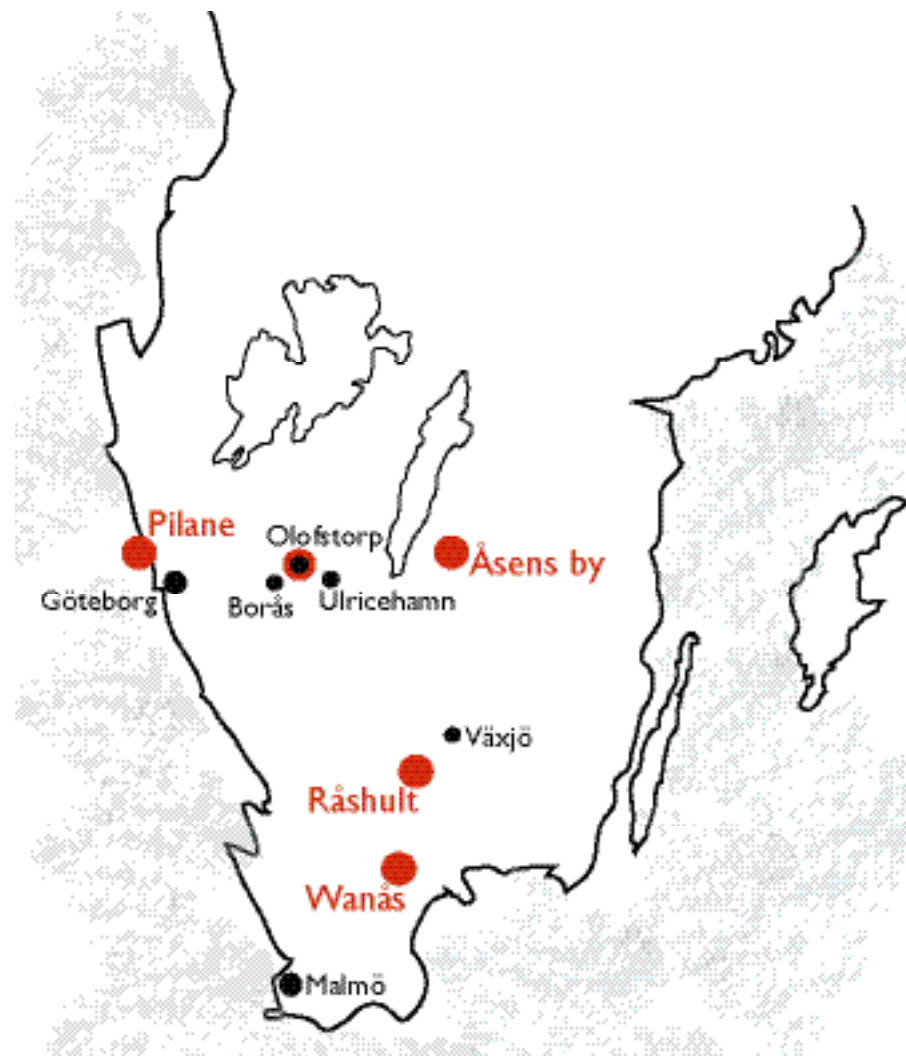 Pilane
Olofstorp
Åsens by
Göteborg
Borås
Ulricehamn
Växjö
Råshult
Wanås
Malmö